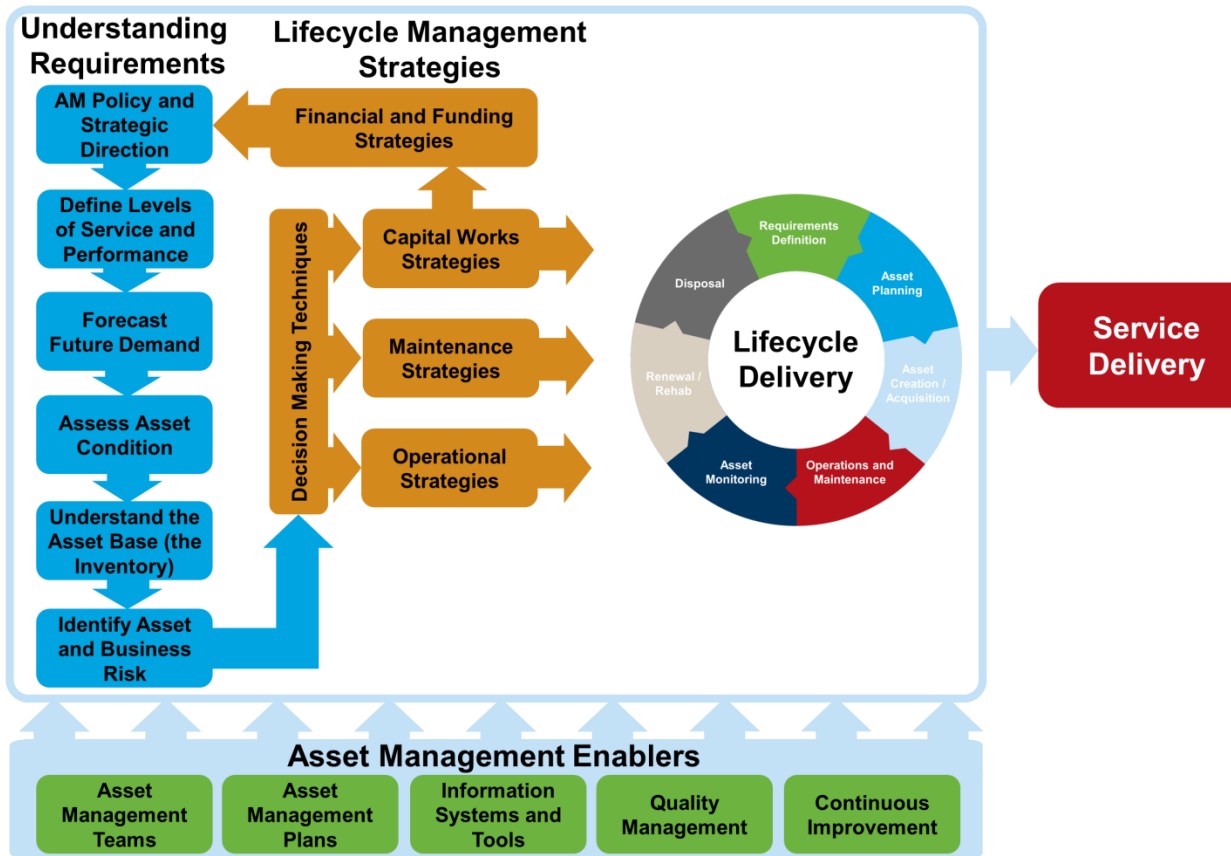 Understanding
Requirements
AM Policy and
Strategic
Direction
Define Levels
of Service and
Performance
Forecast
Future Demand
Assess Asset
Condition
Understand the
Asset Base (the
Inventory)
Identify Asset
and Business
Risk
Lifecycle Management
Strategies
Financial and Funding
Strategies
Decision Making Techniques
Capital Works
Strategies
Maintenance
Strategies
Operational
Strategies
Lifecycle
Delivery
Requirements
Definition
Asset
Planning
Asset
Creation /
Acquisition
Operations and
Maintenance
Asset
Monitoring
Renewal /
Rehab
Disposal
Service
Delivery
Asset Management Enablers
Asset
Management
Teams
Asset
Management
Plans
Information
Systems and
Tools
Quality
Management
Continuous
Improvement